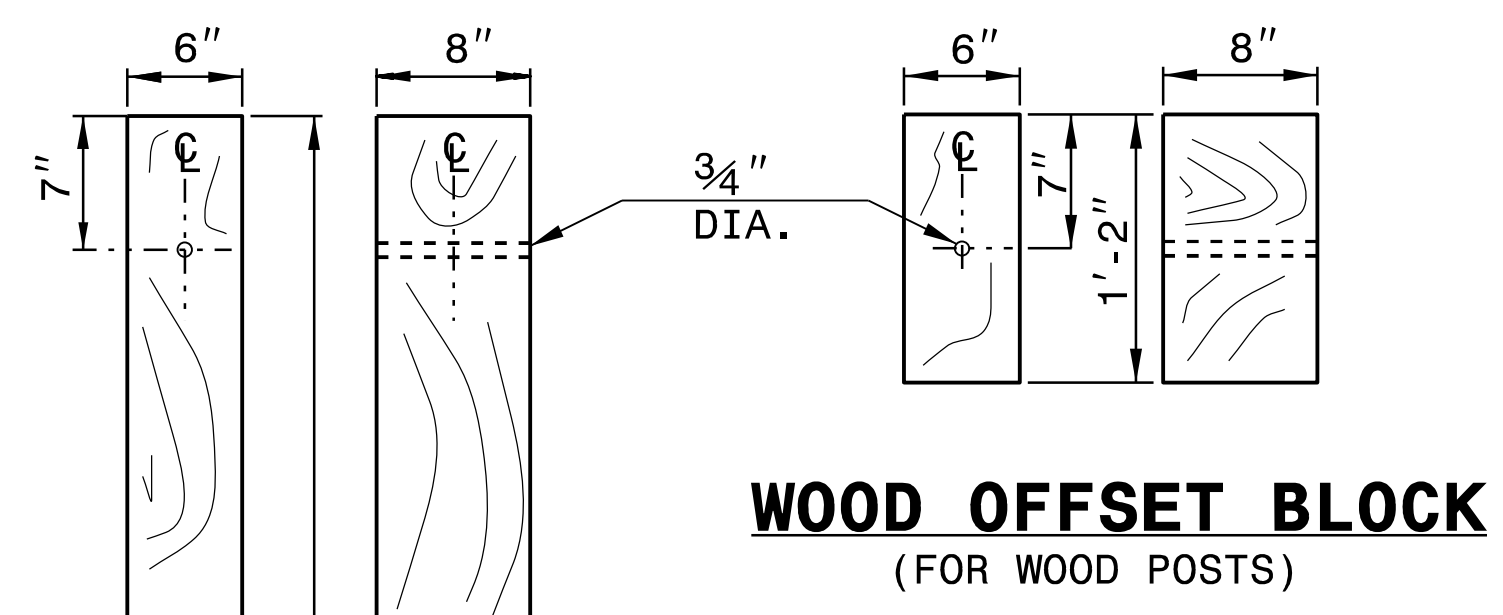 6" 8" 6" 8"
℄ ℄ ℄
7" 3/4" 7" 1'-2"
DIA.
WOOD OFFSET BLOCK
(FOR WOOD POSTS)